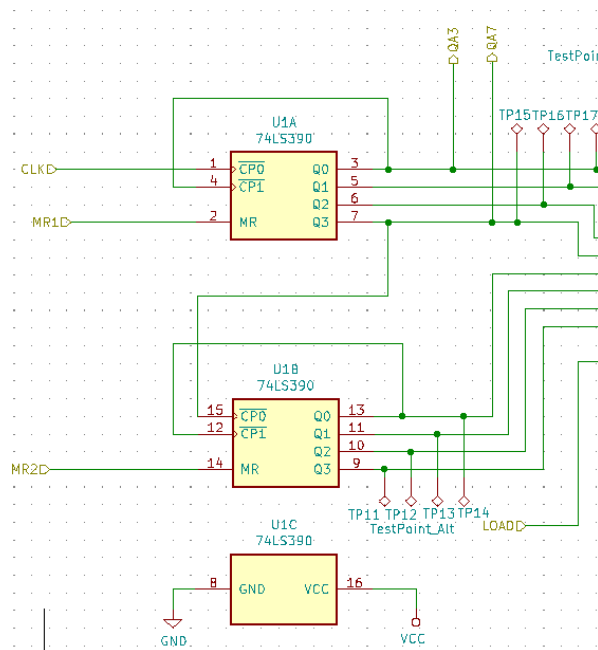 QA3
QA7
TestPoi
TP15 TP16 TP17
U1A
74LS390
CLK 1 CP0 Q0 3
4 CP1 Q1 5
Q2 6
MR1 2 MR Q3 7
U1B
74LS390
15 CP0 Q0 13
12 CP1 Q1 11
Q2 10
MR2 14 MR Q3 9
TP11 TP12 TP13 TP14
TestPoint_Alt
LOAD
U1C
74LS390
8 GND VCC 16
GND
VCC